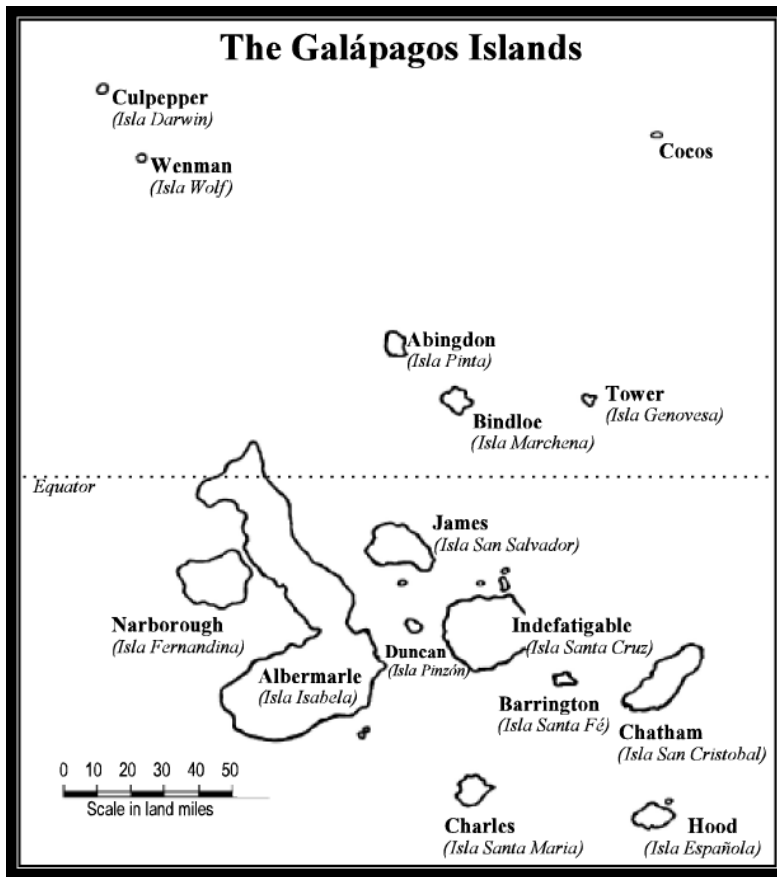 The Galápagos Islands
Culpepper
(Isla Darwin)
Cocos
Wenman
(Isla Wolf)
Abingdon
(Isla Pinta)
Tower
(Isla Genovesa)
Bindloe
(Isla Marchena)
Equator
James
(Isla San Salvador)
Narborough
(Isla Fernandina)
Indefatigable
(Isla Santa Cruz)
Duncan
(Isla Pinzón)
Albermarle
(Isla Isabela)
Barrington
(Isla Santa Fé)
Chatham
(Isla San Cristobal)
0 10 20 30 40 50
Scale in land miles
Charles
(Isla Santa Maria)
Hood
(Isla Española)